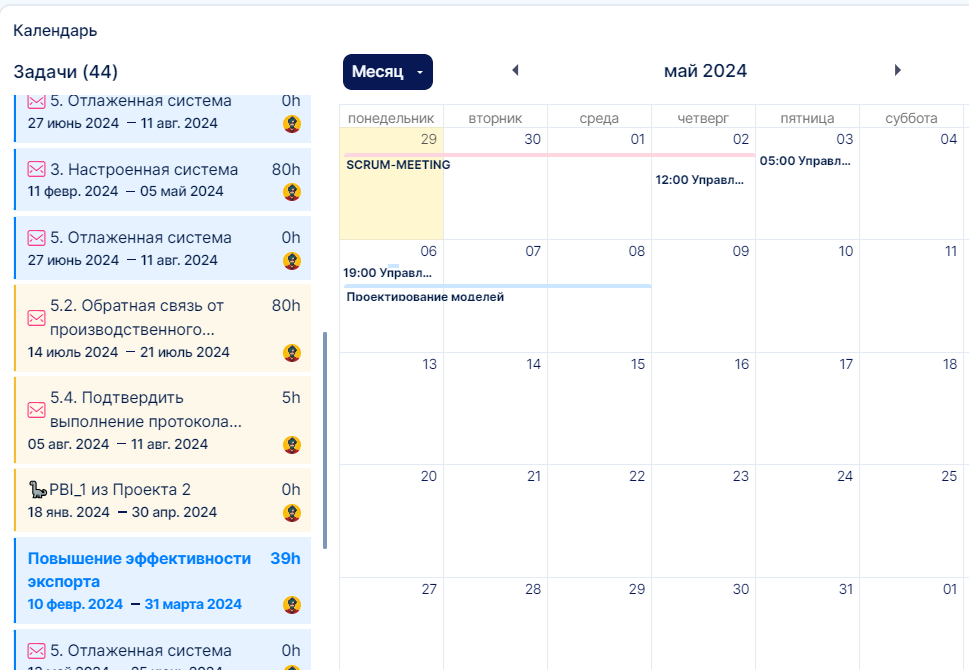 Календарь
Задачи (44)
5. Отлаженная система 0h
27 июнь 2024 — 11 авг. 2024
3. Настроенная система 80h
11 февр. 2024 — 05 май 2024
5. Отлаженная система 0h
27 июнь 2024 — 11 авг. 2024
5.2. Обратная связь от 80h
производственного...
14 июль 2024 — 21 июль 2024
5.4. Подтвердить 5h
выполнение протокола...
05 авг. 2024 — 11 авг. 2024
PBI_1 из Проекта 2 0h
18 янв. 2024 — 30 апр. 2024
Повышение эффективности 39h
экспорта
10 февр. 2024 — 31 марта 2024
5. Отлаженная система 0h
Месяц
май 2024
понедельник вторник среда четверг пятница суббота
29 30 01 02 03 04
SCRUM-MEETING
05:00 Управл...
12:00 Управл...
06 07 08 09 10 11
19:00 Управл...
Проектирование моделей
13 14 15 16 17 18
20 21 22 23 24 25
27 28 29 30 31 01